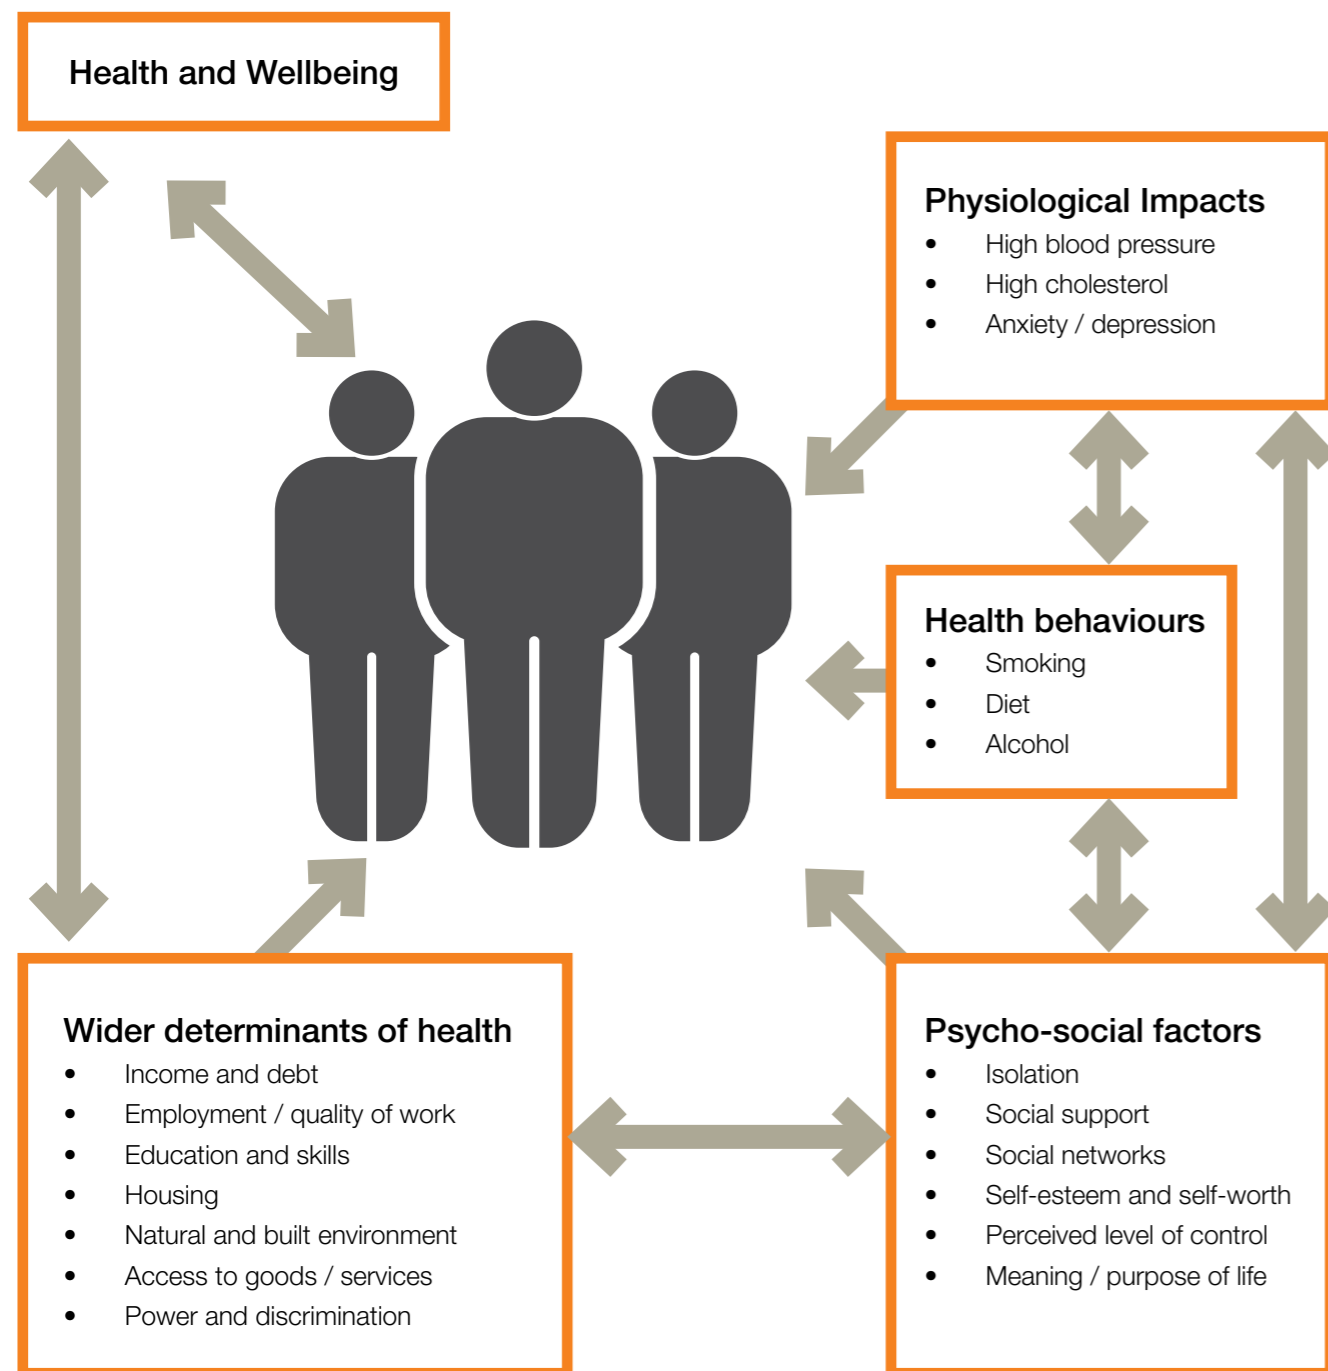 Health and Wellbeing
Physiological Impacts
• High blood pressure
• High cholesterol
• Anxiety / depression
Health behaviours
• Smoking
• Diet
• Alcohol
Wider determinants of health
• Income and debt
• Employment / quality of work
• Education and skills
• Housing
• Natural and built environment
• Access to goods / services
• Power and discrimination
Psycho-social factors
• Isolation
• Social support
• Social networks
• Self-esteem and self-worth
• Perceived level of control
• Meaning / purpose of life